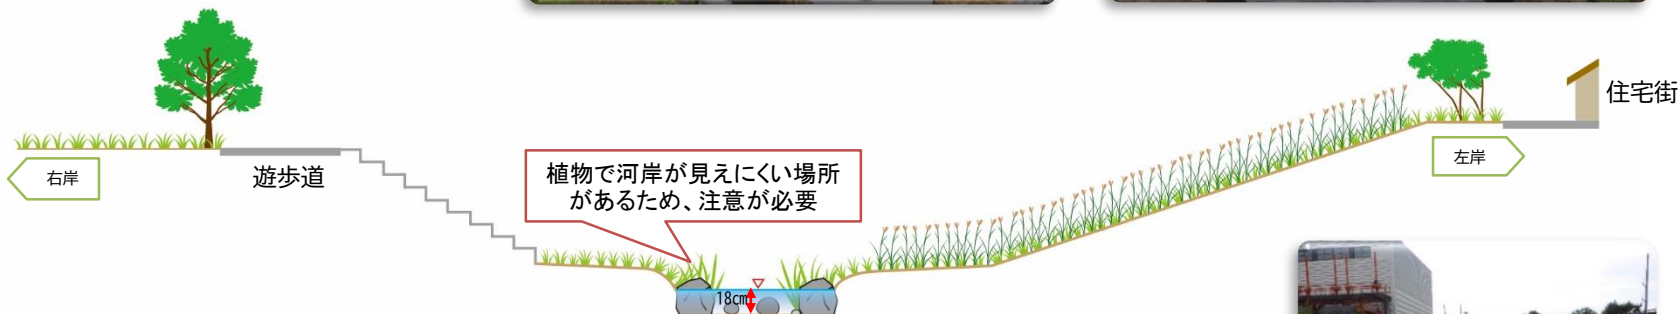 住宅街
右岸
遊歩道
植物で河岸が見えにくい場所
があるため、注意が必要
左岸
18cm